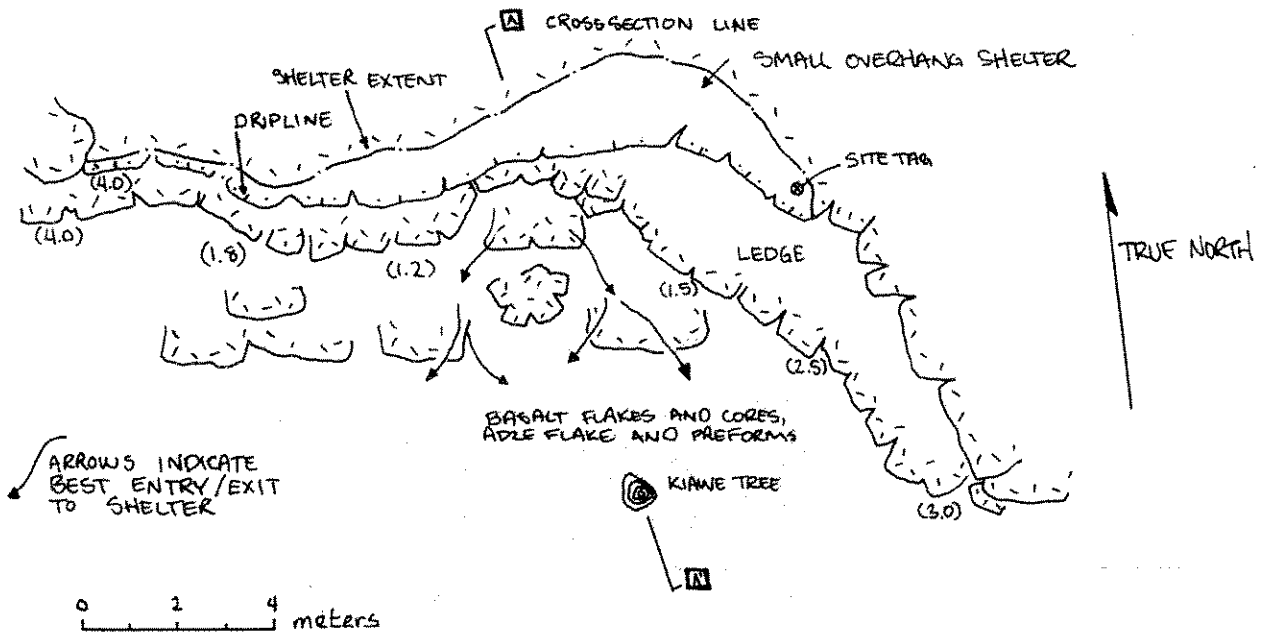 A CROSSSECTION LINE
SMALL OVERHANG SHELTER
SHELTER EXTENT
DRIPLINE
SITE TAG
(4.0)
(4.0)
(1.8)
(1.2)
LEDGE
(1.5)
(2.5)
TRUE NORTH
BASALT FLAKES AND CORES,
ADZE FLAKE AND PREFORMS
ARROWS INDICATE
BEST ENTRY/EXIT
TO SHELTER
KIAWE TREE
(3.0)
A'
0 2 4 meters